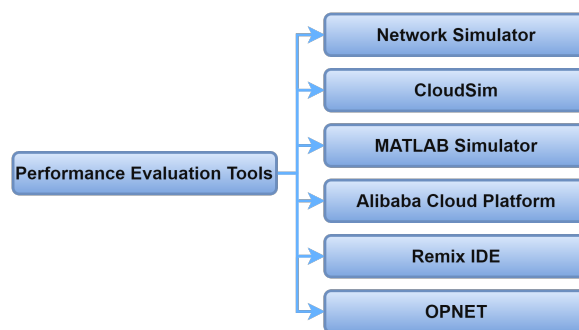 Network Simulator
CloudSim
MATLAB Simulator
Performance Evaluation Tools
Alibaba Cloud Platform
Remix IDE
OPNET